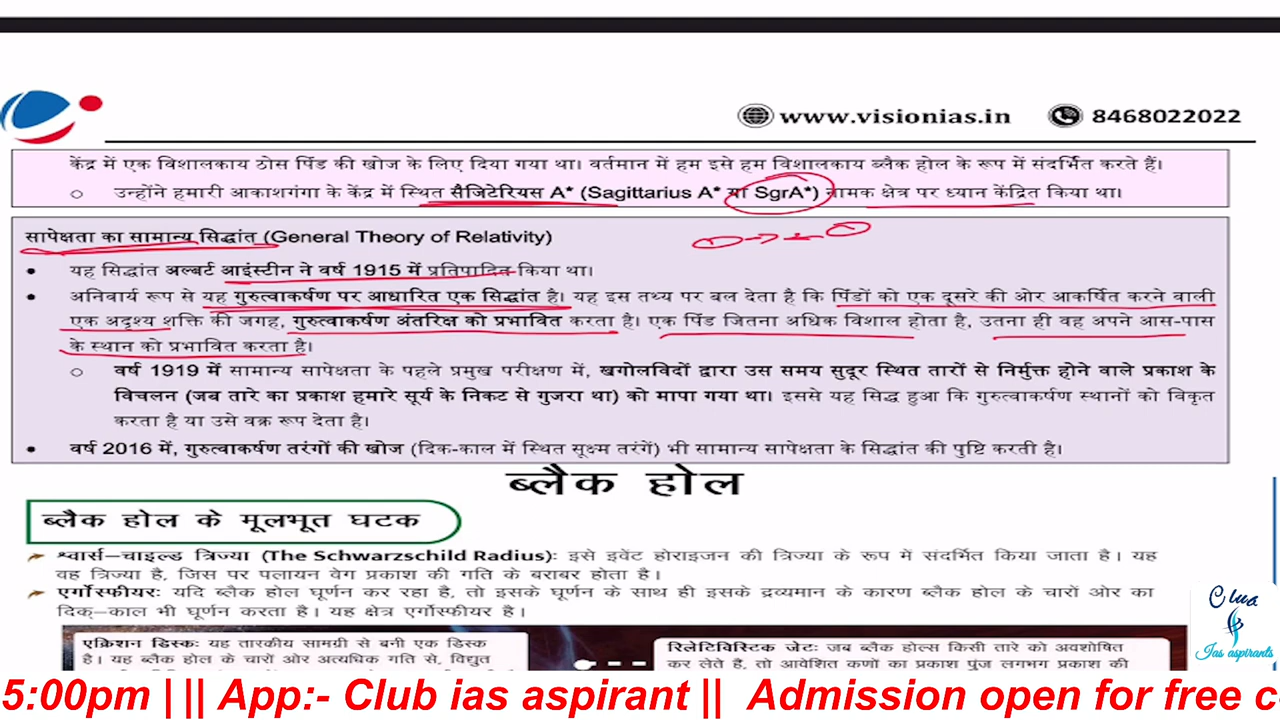 www.visionias.in
8468022022
केंद्र में एक विशालकाय ठोस पिंड की खोज के लिए दिया गया था। वर्तमान में हम इसे हम विशालकाय ब्लैक होल के रूप में संदर्भित करते हैं।
उन्होंने हमारी आकाशगंगा के केंद्र में स्थित सैजिटेरियस A* (Sagittarius A* या SgrA*) नामक क्षेत्र पर ध्यान केंद्रित किया था।
सापेक्षता का सामान्य सिद्धांत (General Theory of Relativity)
यह सिद्धांत अल्बर्ट आइंस्टीन ने वर्ष 1915 में प्रतिपादित किया था।
अनिवार्य रूप से यह गुरुत्वाकर्षण पर आधारित एक सिद्धांत है। यह इस तथ्य पर बल देता है कि पिंडों को एक दूसरे की ओर आकर्षित करने वाली
एक अदृश्य शक्ति की जगह, गुरुत्वाकर्षण अंतरिक्ष को प्रभावित करता है। एक पिंड जितना अधिक विशाल होता है, उतना ही वह अपने आस-पास
के स्थान को प्रभावित करता है।
वर्ष 1919 में सामान्य सापेक्षता के पहले प्रमुख परीक्षण में, खगोलविदों द्वारा उस समय सुदूर स्थित तारों से निर्मुक्त होने वाले प्रकाश के
विचलन (जब तारे का प्रकाश हमारे सूर्य के निकट से गुजरा था) को मापा गया था। इससे यह सिद्ध हुआ कि गुरुत्वाकर्षण स्थानों को विकृत
करता है या उसे वक्र रूप देता है।
वर्ष 2016 में, गुरुत्वाकर्षण तरंगों की खोज (दिक-काल में स्थित सूक्ष्म तरंगें) भी सामान्य सापेक्षता के सिद्धांत की पुष्टि करती है।
ब्लैक होल
ब्लैक होल के मूलभूत घटक
श्वार्स–चाइल्ड त्रिज्या (The Schwarzschild Radius): इसे इवेंट होराइजन की त्रिज्या के रूप में संदर्भित किया जाता है। यह
वह त्रिज्या है, जिस पर पलायन वेग प्रकाश की गति के बराबर होता है।
एर्गोस्फीयर: यदि ब्लैक होल घूर्णन कर रहा है, तो इसके घूर्णन के साथ ही इसके द्रव्यमान के कारण ब्लैक होल के चारों ओर का
दिक्–काल भी घूर्णन करता है। यह क्षेत्र एर्गोस्फीयर है।
एक्रिशन डिस्क: यह तारकीय सामग्री से बनी एक डिस्क
है। यह ब्लैक होल के चारों ओर अत्यधिक गति से, विद्युत
रिलेटिविस्टिक जेट: जब ब्लैक होल्स किसी तारे को अवशोषित
कर लेते हैं, तो आवेशित कणों का प्रकाश पुंज लगभग प्रकाश की
Ias aspirants
5:00pm | || App:- Club ias aspirant || Admission open for free c